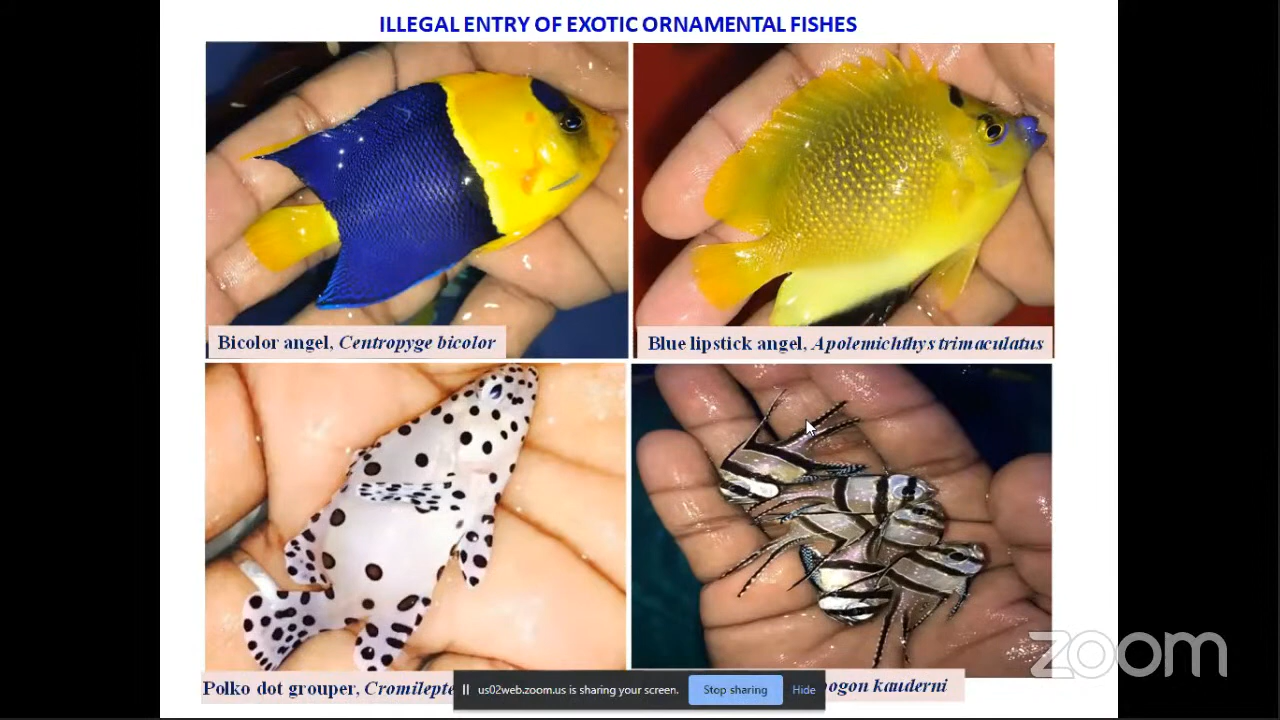 ILLEGAL ENTRY OF EXOTIC ORNAMENTAL FISHES
Bicolor angel, Centropyge bicolor
Blue lipstick angel, Apolemichthys trimaculatus
Polko dot grouper, Cromilepte
ogon kauderni
us02web.zoom.us is sharing your screen.
Stop sharing
Hide
zoom